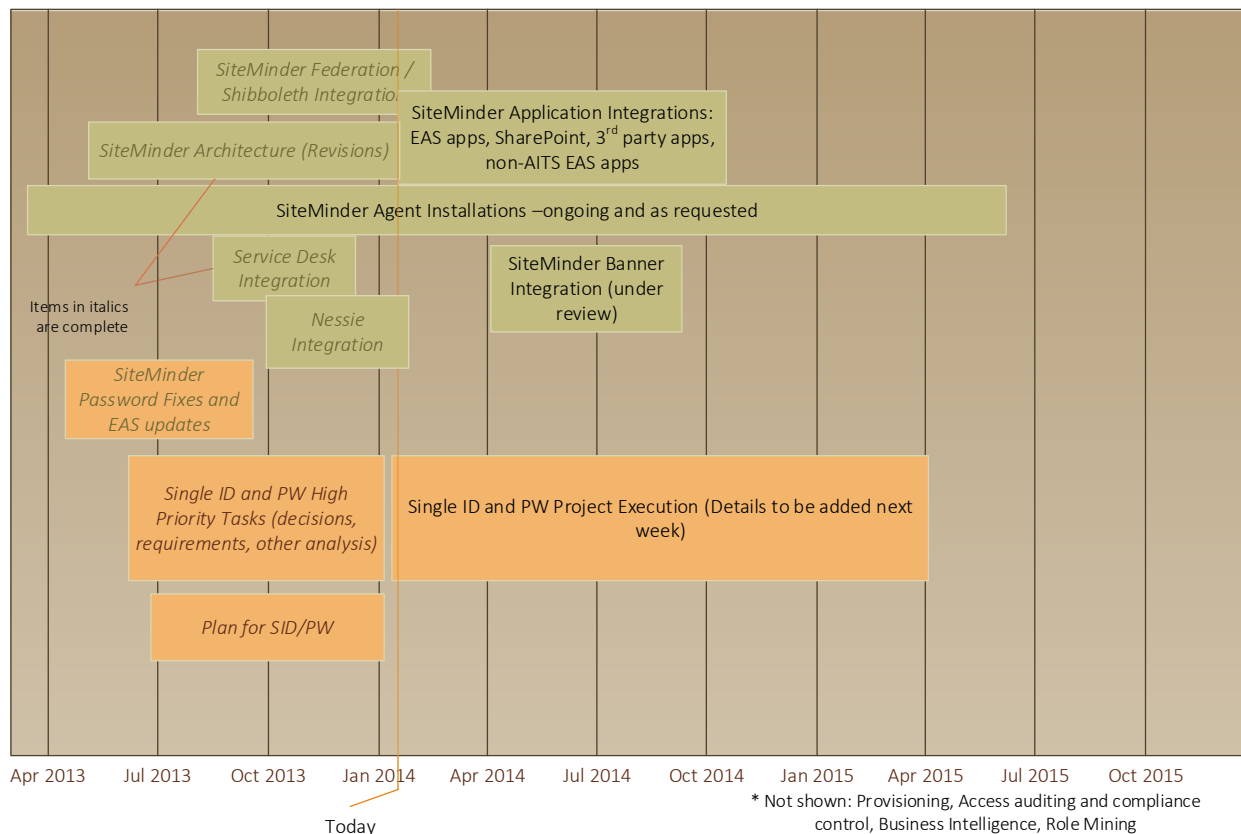 SiteMinder Federation /
Shibboleth Integration
SiteMinder Application Integrations:
EAS apps, SharePoint, 3rd party apps,
non-AITS EAS apps
SiteMinder Architecture (Revisions)
SiteMinder Agent Installations –ongoing and as requested
Service Desk
Integration
SiteMinder Banner
Integration (under
review)
Items in italics
are complete
Nessie
Integration
SiteMinder
Password Fixes and
EAS updates
Single ID and PW High
Priority Tasks (decisions,
requirements, other analysis)
Single ID and PW Project Execution (Details to be added next
week)
Plan for SID/PW
Apr 2013 Jul 2013 Oct 2013 Jan 2014 Apr 2014 Jul 2014 Oct 2014 Jan 2015 Apr 2015 Jul 2015 Oct 2015
Today
* Not shown: Provisioning, Access auditing and compliance
control, Business Intelligence, Role Mining